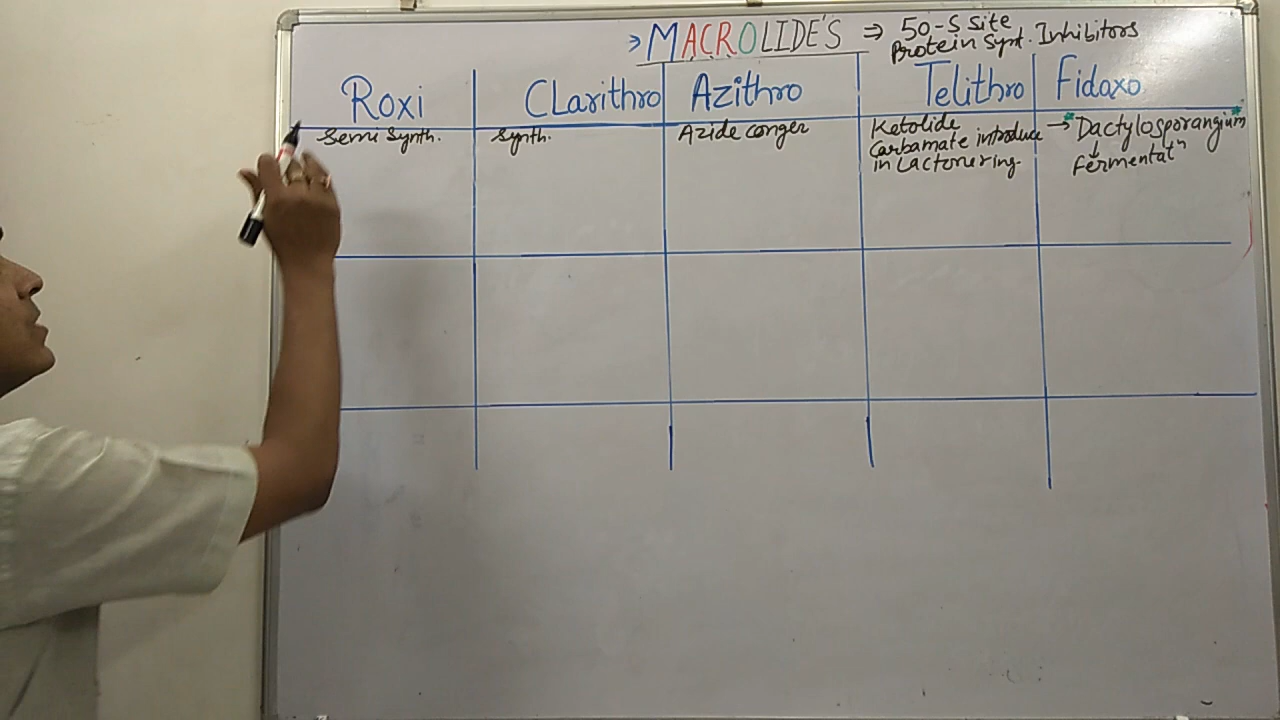 MACROLIDE'S ⇒ 50-S site
Protein Synt. Inhibitors
Roxi
Clarithro
Azithro
Telithro
Fidaxo
Semi Synth.
Synth.
Azide conger
Ketolide
Carbamate introduce
in Lactone ring.
→ * Dactylosporangium *
↓
fermentatⁿ